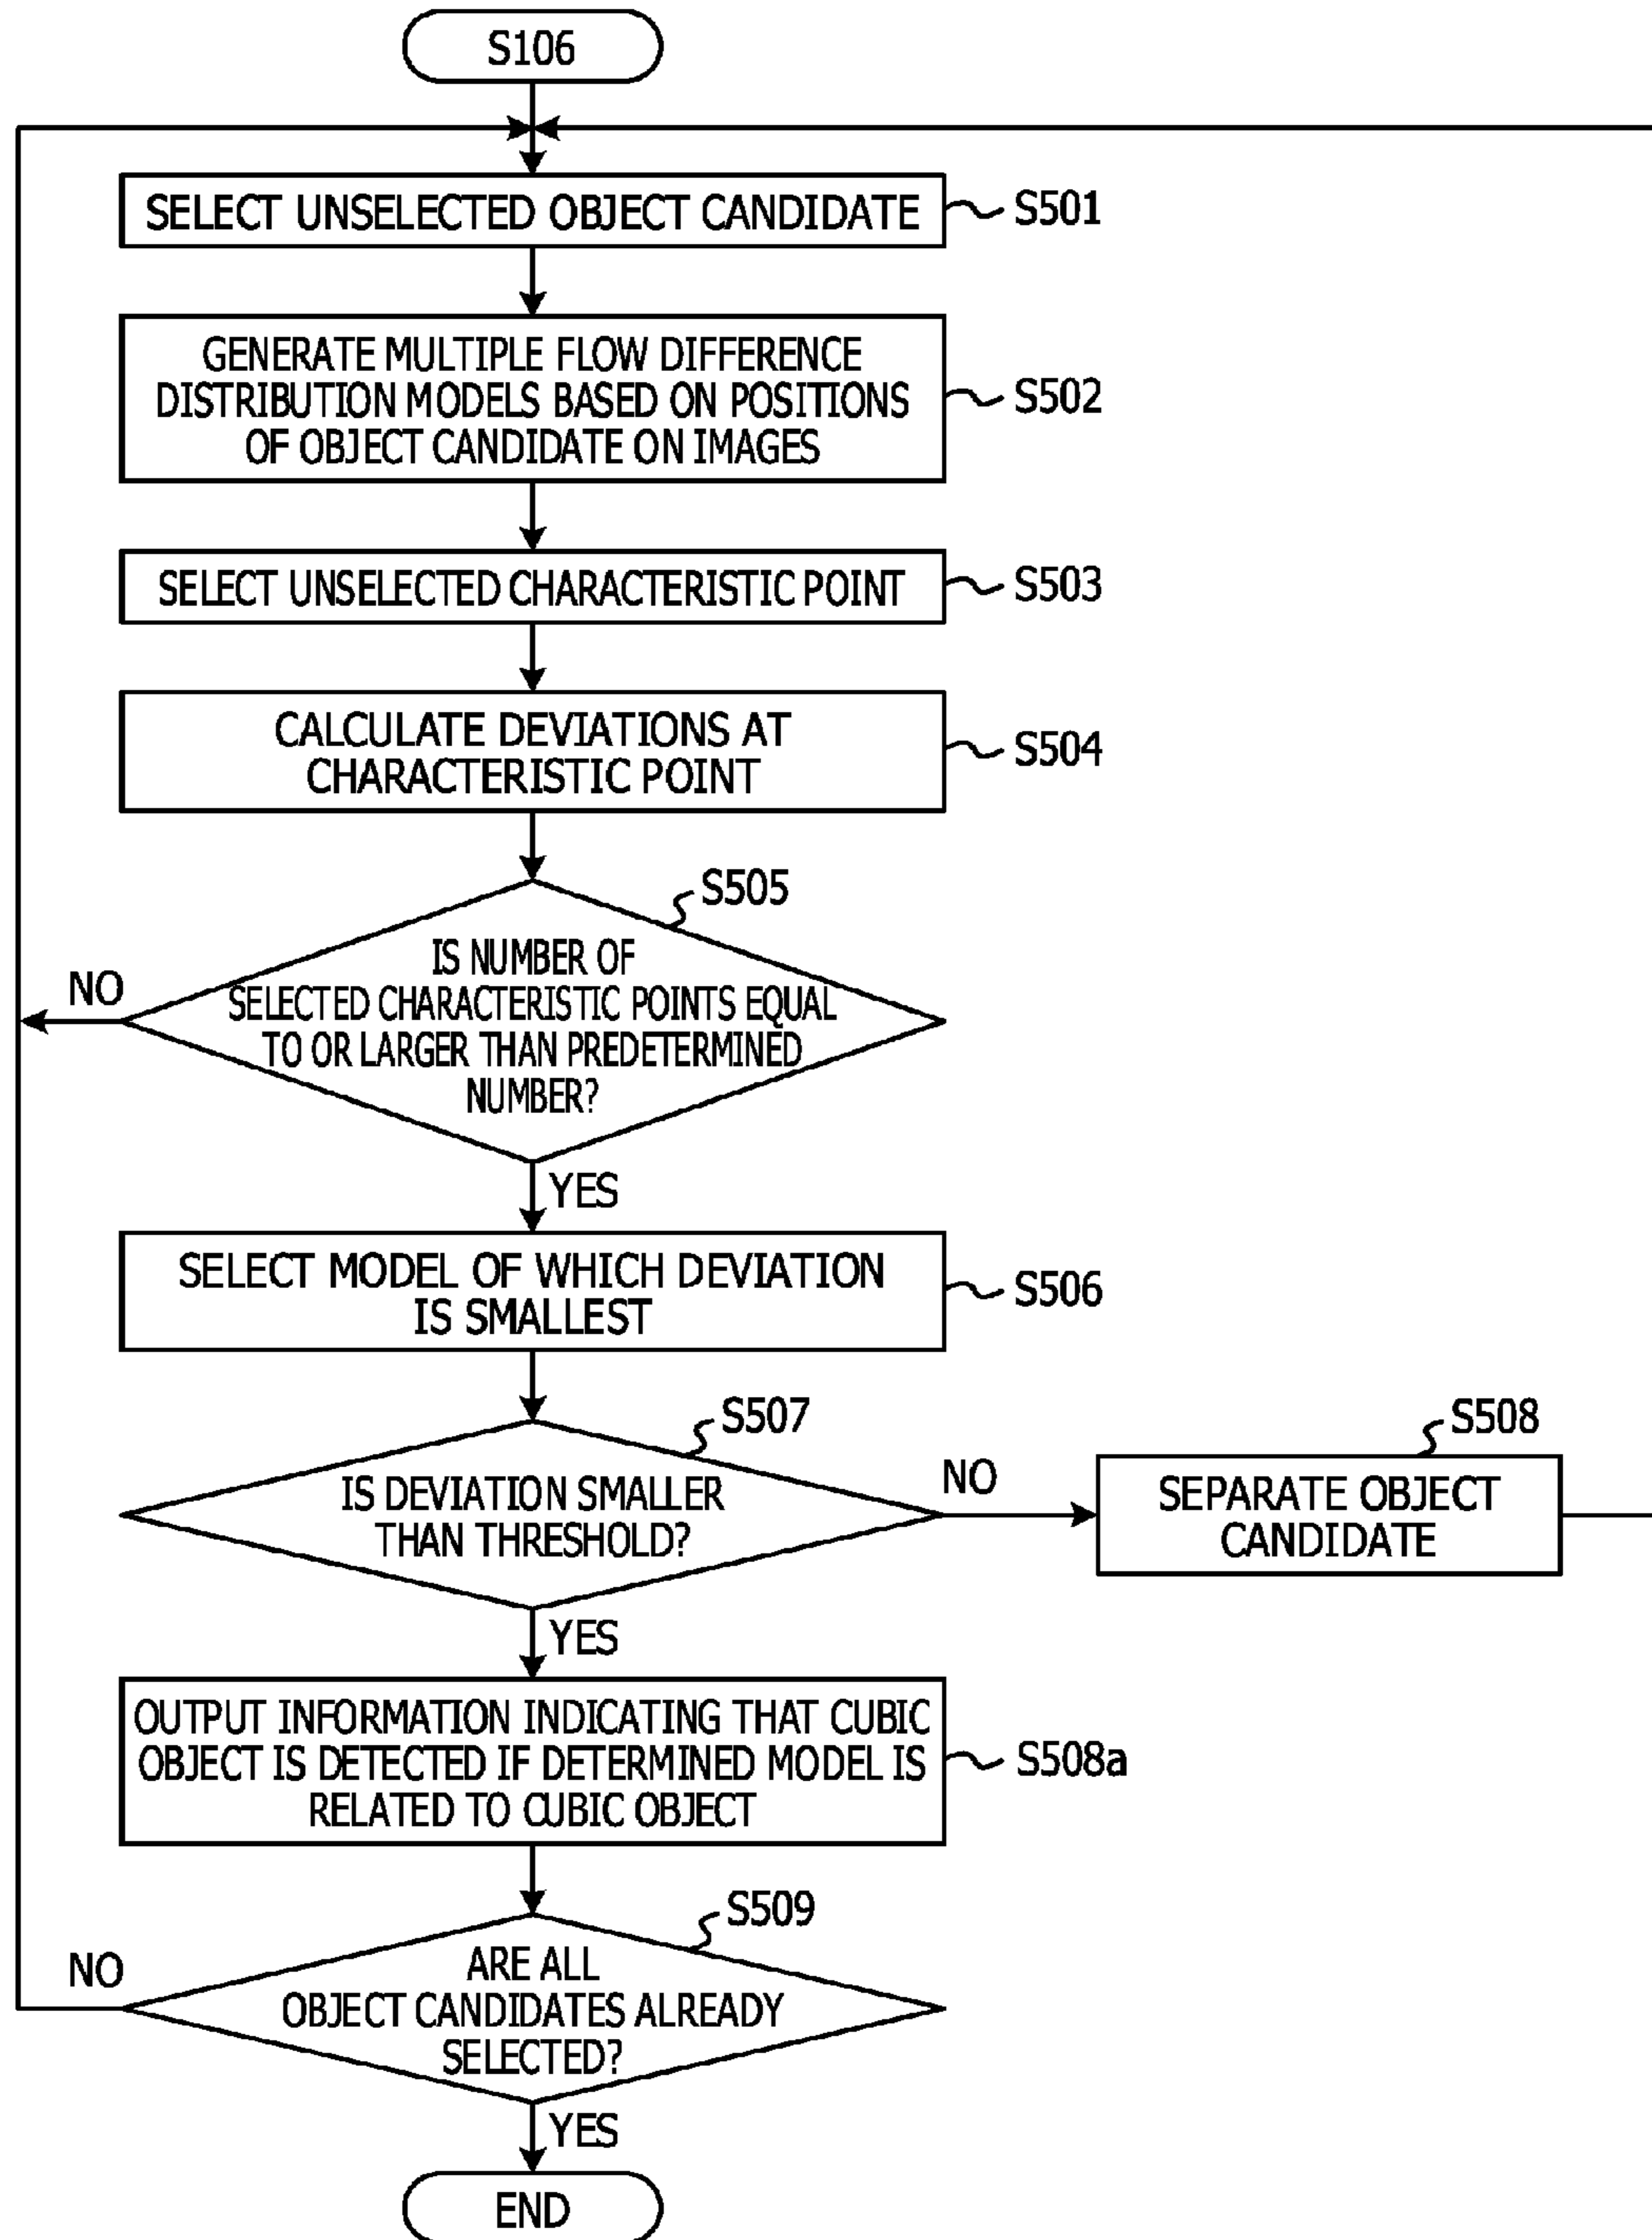 S106
SELECT UNSELECTED OBJECT CANDIDATE
S501
GENERATE MULTIPLE FLOW DIFFERENCE
DISTRIBUTION MODELS BASED ON POSITIONS
OF OBJECT CANDIDATE ON IMAGES
S502
SELECT UNSELECTED CHARACTERISTIC POINT
S503
CALCULATE DEVIATIONS AT
CHARACTERISTIC POINT
S504
S505
IS NUMBER OF
SELECTED CHARACTERISTIC POINTS EQUAL
TO OR LARGER THAN PREDETERMINED
NUMBER?
NO
YES
SELECT MODEL OF WHICH DEVIATION
IS SMALLEST
S506
S507
IS DEVIATION SMALLER
THAN THRESHOLD?
NO
S508
SEPARATE OBJECT
CANDIDATE
YES
OUTPUT INFORMATION INDICATING THAT CUBIC
OBJECT IS DETECTED IF DETERMINED MODEL IS
RELATED TO CUBIC OBJECT
S508a
S509
ARE ALL
OBJECT CANDIDATES ALREADY
SELECTED?
NO
YES
END